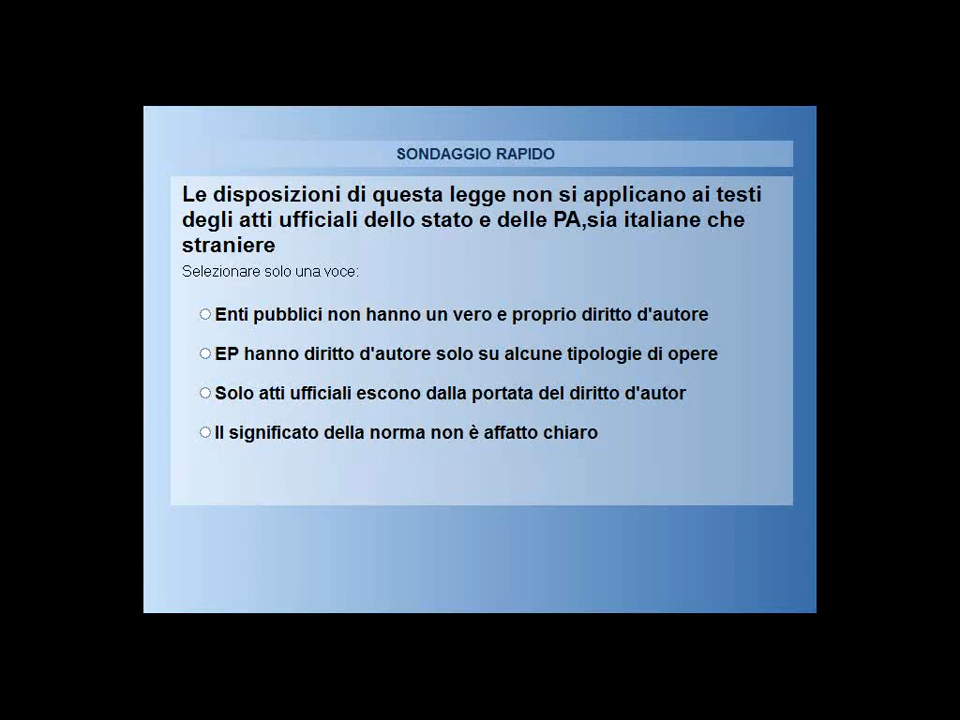 SONDAGGIO RAPIDO
Le disposizioni di questa legge non si applicano ai testi
degli atti ufficiali dello stato e delle PA,sia italiane che
straniere
Selezionare solo una voce:
Enti pubblici non hanno un vero e proprio diritto d'autore
EP hanno diritto d'autore solo su alcune tipologie di opere
Solo atti ufficiali escono dalla portata del diritto d'autor
Il significato della norma non è affatto chiaro